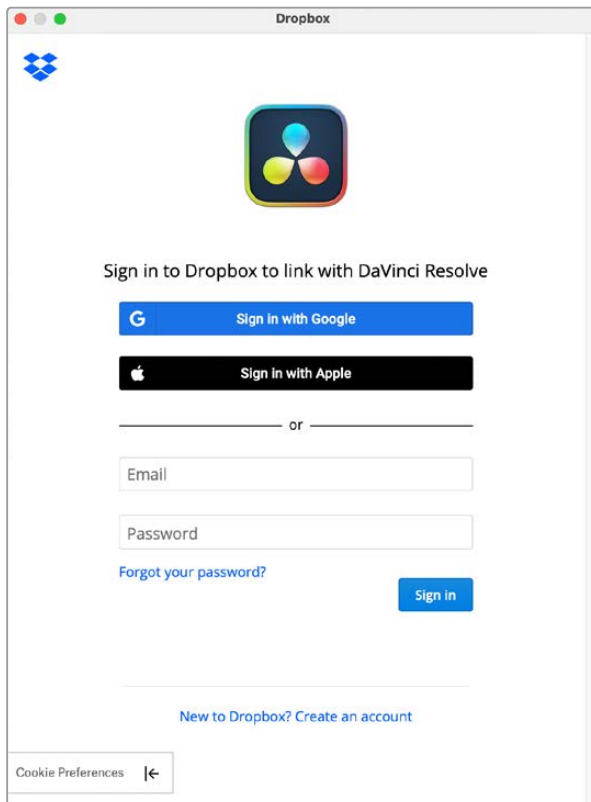 Dropbox
Sign in to Dropbox to link with DaVinci Resolve
G Sign in with Google
Sign in with Apple
or
Email
Password
Forgot your password?
Sign in
New to Dropbox? Create an account
Cookie Preferences